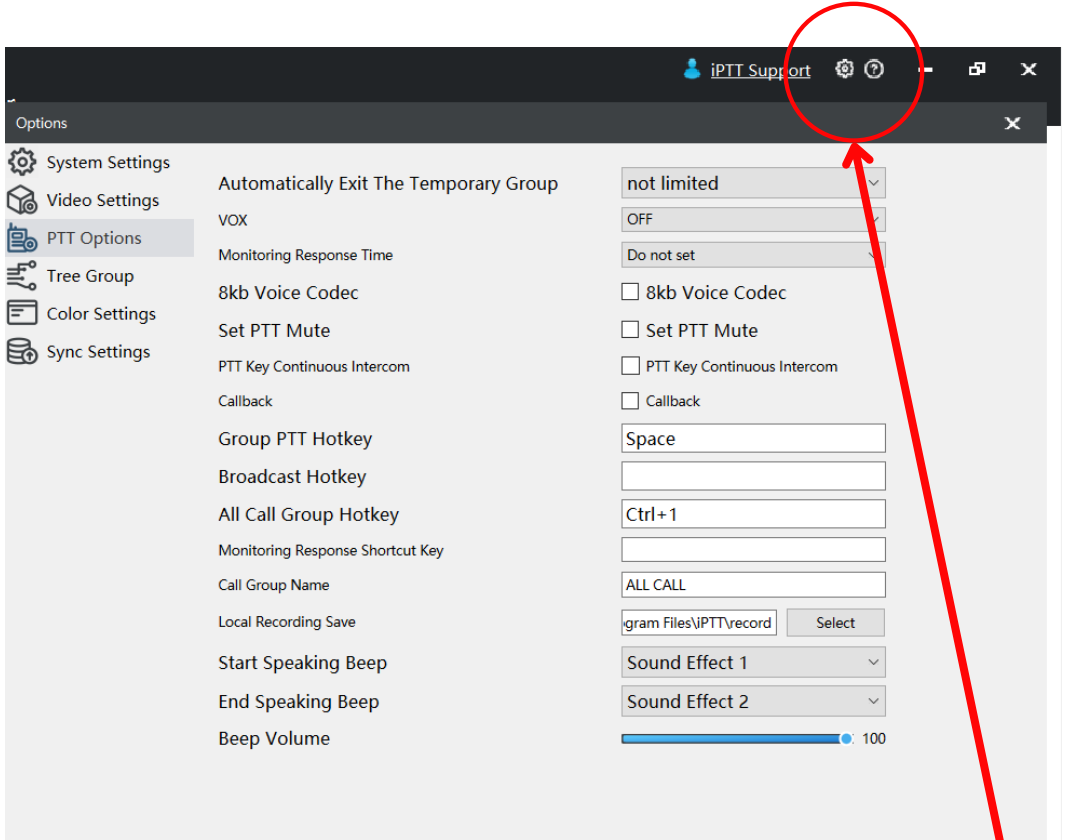 iPTT Support
Options
System Settings
Video Settings
PTT Options
Tree Group
Color Settings
Sync Settings
Automatically Exit The Temporary Group not limited
VOX OFF
Monitoring Response Time Do not set
8kb Voice Codec 8kb Voice Codec
Set PTT Mute Set PTT Mute
PTT Key Continuous Intercom PTT Key Continuous Intercom
Callback Callback
Group PTT Hotkey Space
Broadcast Hotkey
All Call Group Hotkey Ctrl+1
Monitoring Response Shortcut Key
Call Group Name ALL CALL
Local Recording Save ogram Files\iPTT\record Select
Start Speaking Beep Sound Effect 1
End Speaking Beep Sound Effect 2
Beep Volume 100